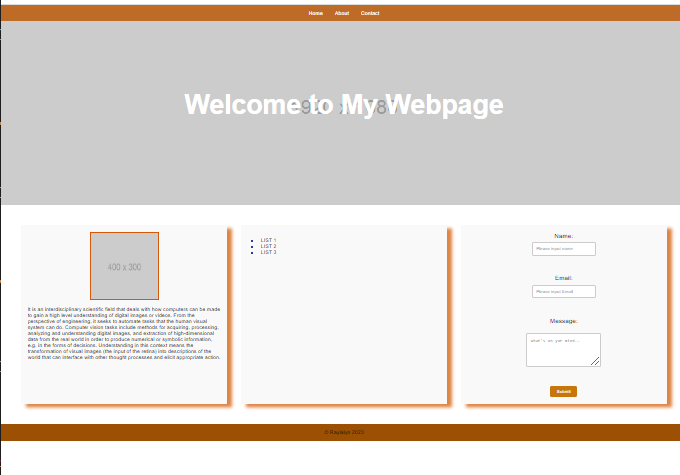 Home About Contact
Welcome to My Webpage
400 x 300
It is an interdisciplinary scientific field that deals with how computers can be made
to gain a high level understanding of digital images or videos. From the
perspective of engineering, it seeks to automate tasks that the human visual
system can do. Computer vision tasks include methods for acquiring, processing,
analyzing and understanding digital images, and extraction of high-dimensional
data from the real world in order to produce numerical or symbolic information,
e.g. in the forms of decisions. Understanding in this context means the
transformation of visual images (the input of the retina) into descriptions of the
world that can interface with other thought processes and elicit appropriate action.
LIST 1
LIST 2
LIST 3
Name:
Please input name
Email:
Please input Email
Message:
what's on your mind..
Submit